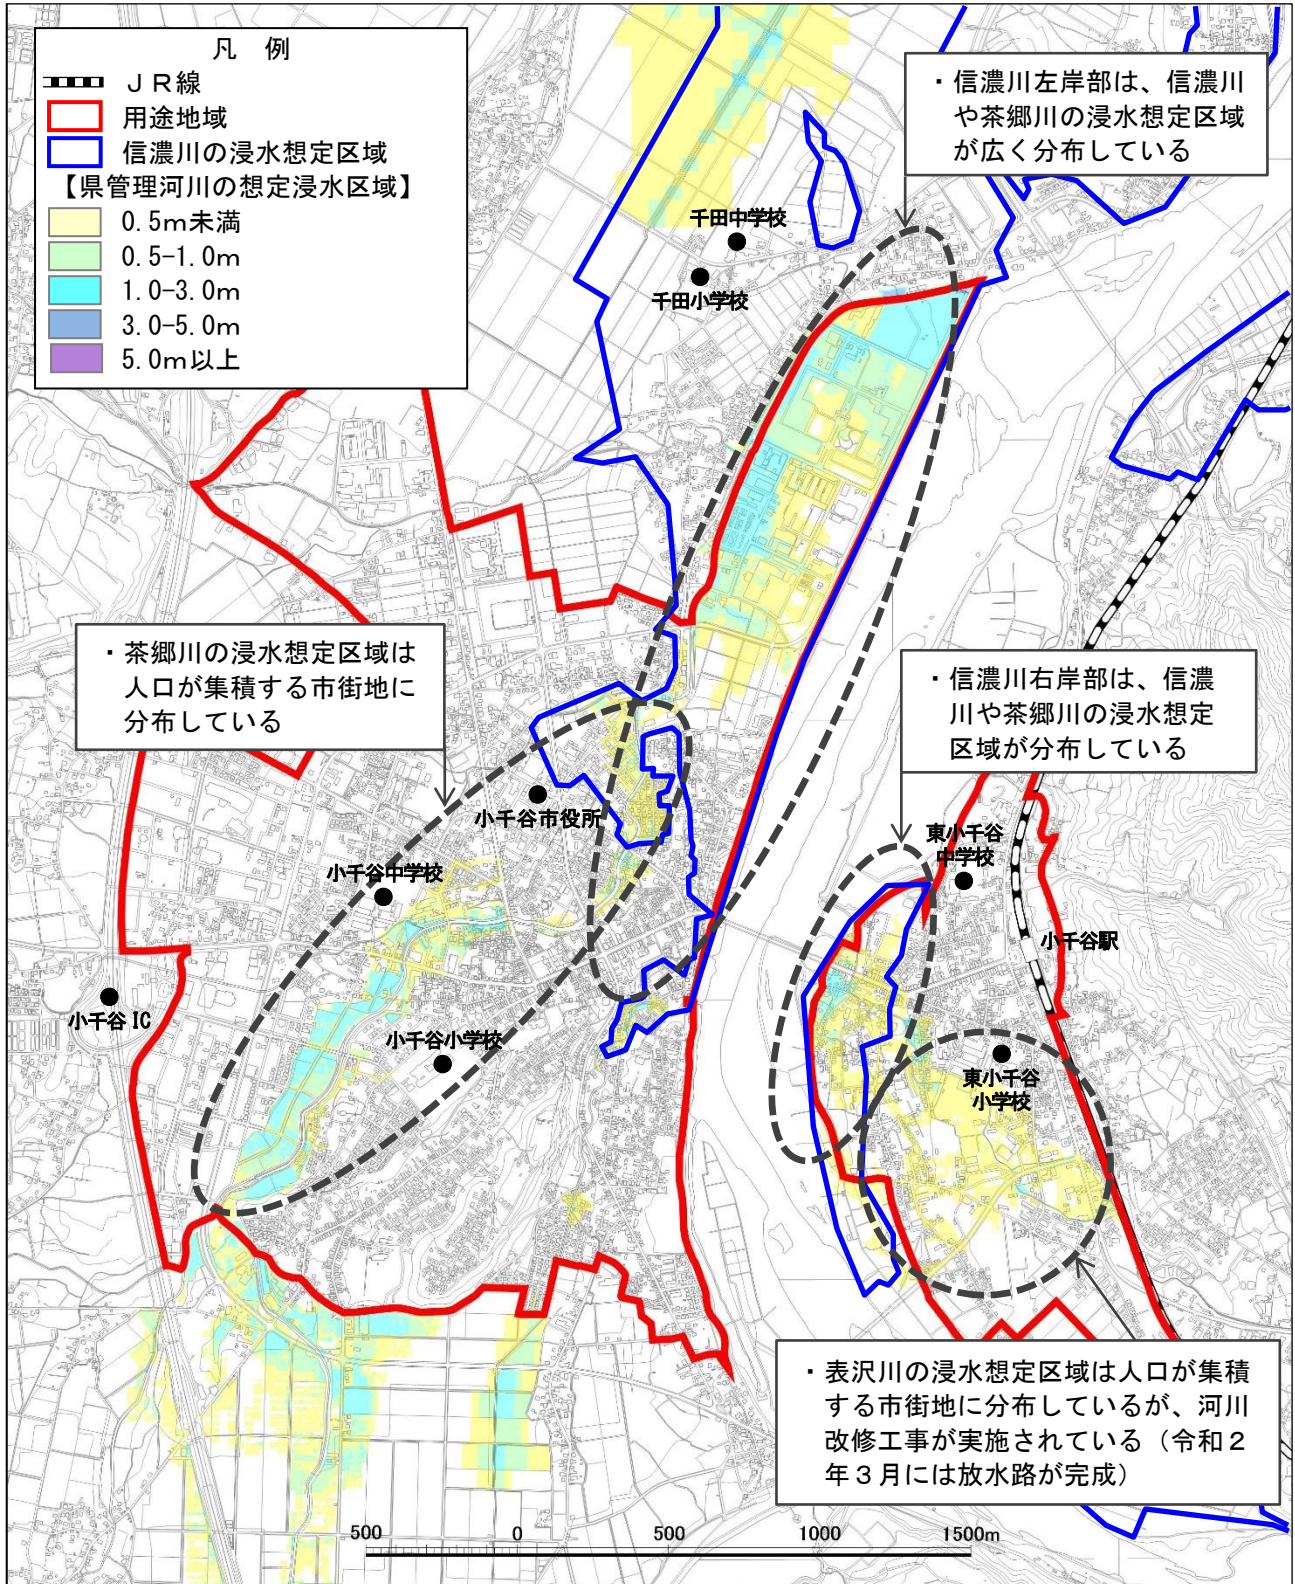 凡 例
ＪＲ線
用途地域
信濃川の浸水想定区域
【県管理河川の想定浸水区域】
0.5ｍ未満
0.5-1.0ｍ
1.0-3.0ｍ
3.0-5.0ｍ
5.0ｍ以上
・信濃川左岸部は、信濃川
や茶郷川の浸水想定区域
が広く分布している
千田中学校
千田小学校
・茶郷川の浸水想定区域は
人口が集積する市街地に
分布している
・信濃川右岸部は、信濃
川や茶郷川の浸水想定
区域が分布している
小千谷市役所
東小千谷
中学校
小千谷中学校
小千谷駅
小千谷 IC
小千谷小学校
東小千谷
小学校
・表沢川の浸水想定区域は人口が集積
する市街地に分布しているが、河川
改修工事が実施されている（令和２
年３月には放水路が完成）
500 0 500 1000 1500m